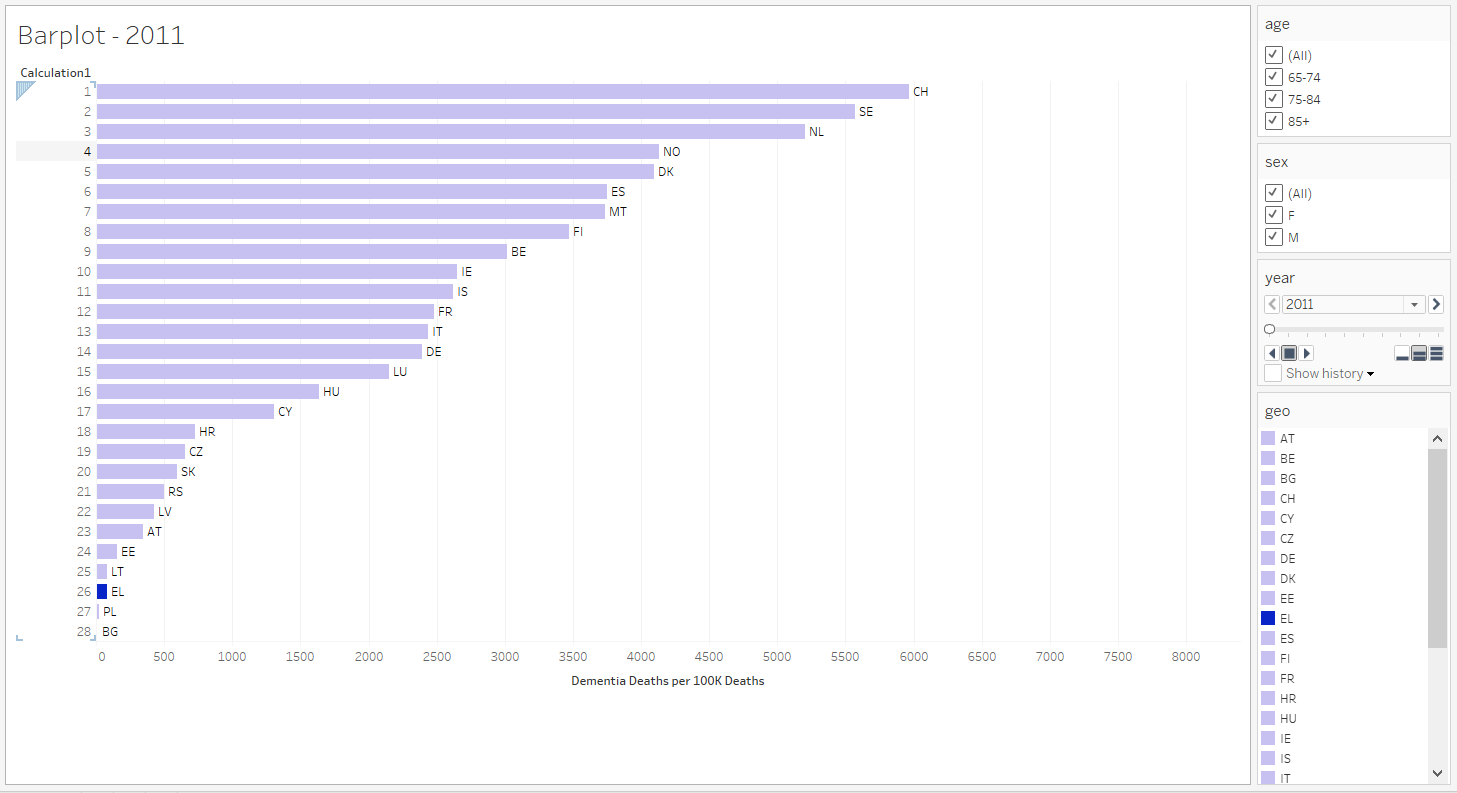 Barplot - 2011
Calculation1
1 CH
2 SE
3 NL
4 NO
5 DK
6 ES
7 MT
8 FI
9 BE
10 IE
11 IS
12 FR
13 IT
14 DE
15 LU
16 HU
17 CY
18 HR
19 CZ
20 SK
21 RS
22 LV
23 AT
24 EE
25 LT
26 EL
27 PL
28 BG
0 500 1000 1500 2000 2500 3000 3500 4000 4500 5000 5500 6000 6500 7000 7500 8000
Dementia Deaths per 100K Deaths
age
(All)
65-74
75-84
85+
sex
(All)
F
M
year
2011
Show history
geo
AT
BE
BG
CH
CY
CZ
DE
DK
EE
EL
ES
FI
FR
HR
HU
IE
IS
IT